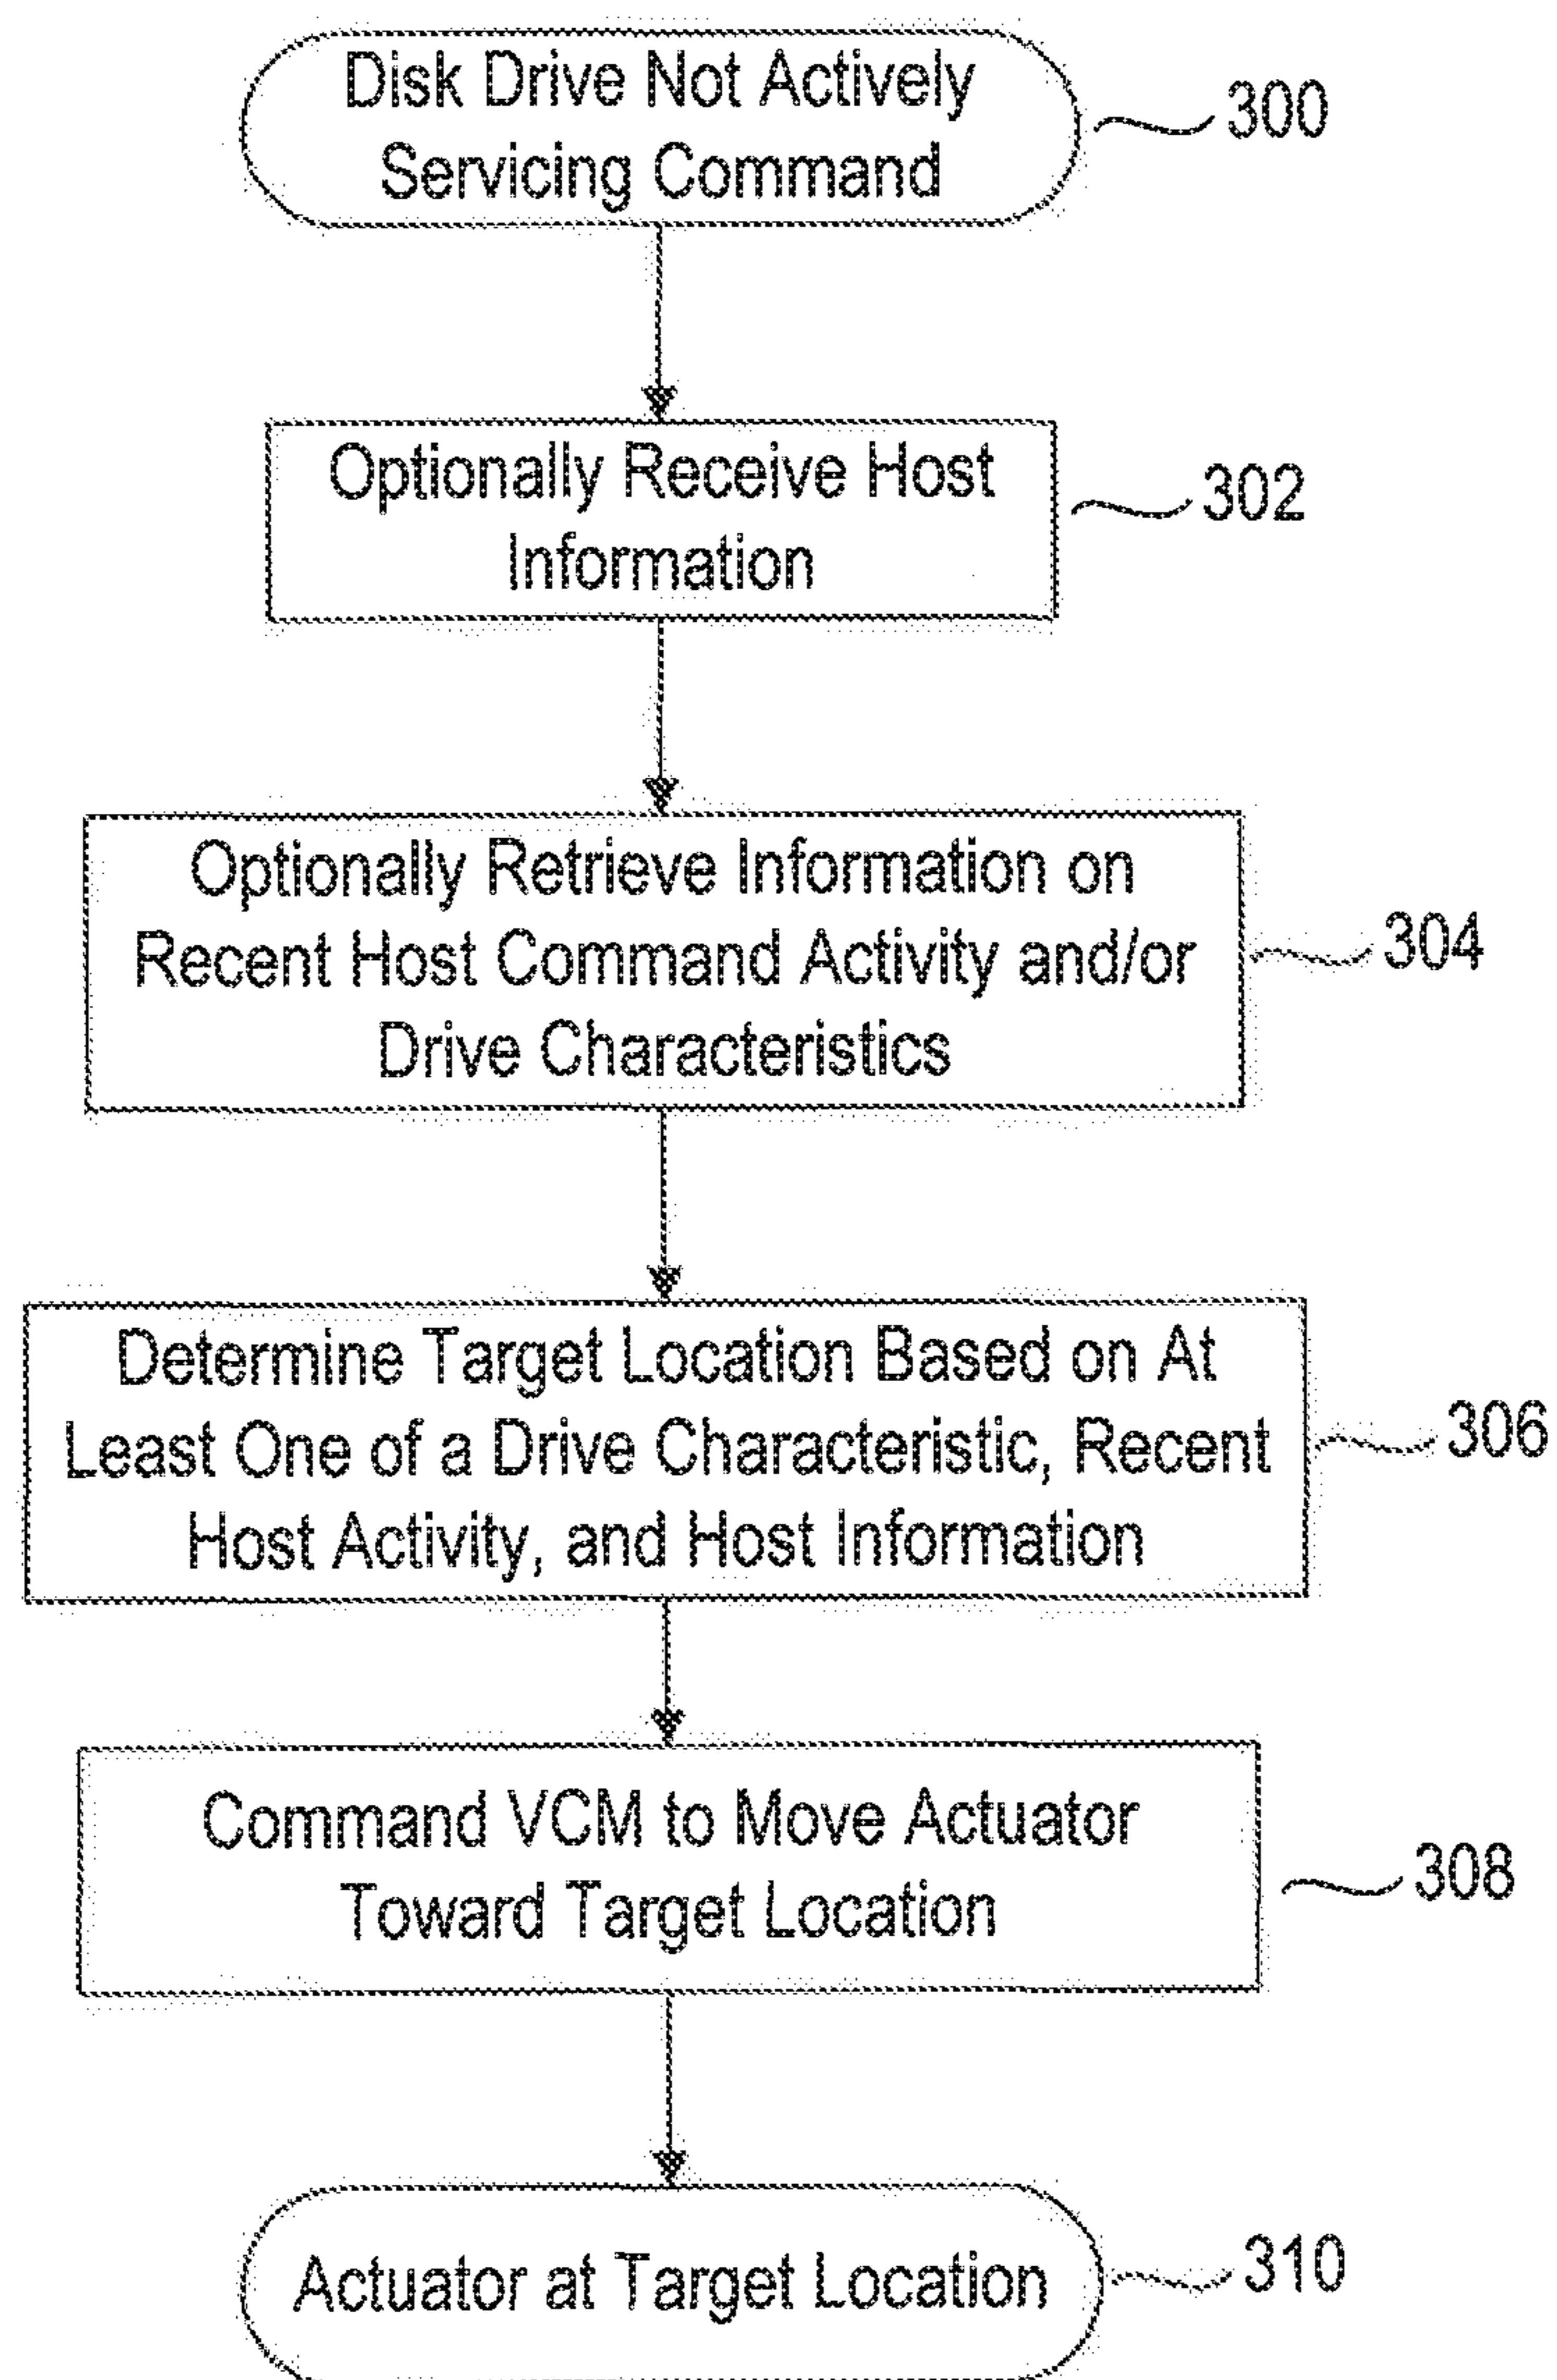 Disk Drive Not Actively
Servicing Command
300
Optionally Receive Host
Information
302
Optionally Retrieve Information on
Recent Host Command Activity and/or
Drive Characteristics
304
Determine Target Location Based on At
Least One of a Drive Characteristic, Recent
Host Activity, and Host Information
306
Command VCM to Move Actuator
Toward Target Location
308
Actuator at Target Location
310